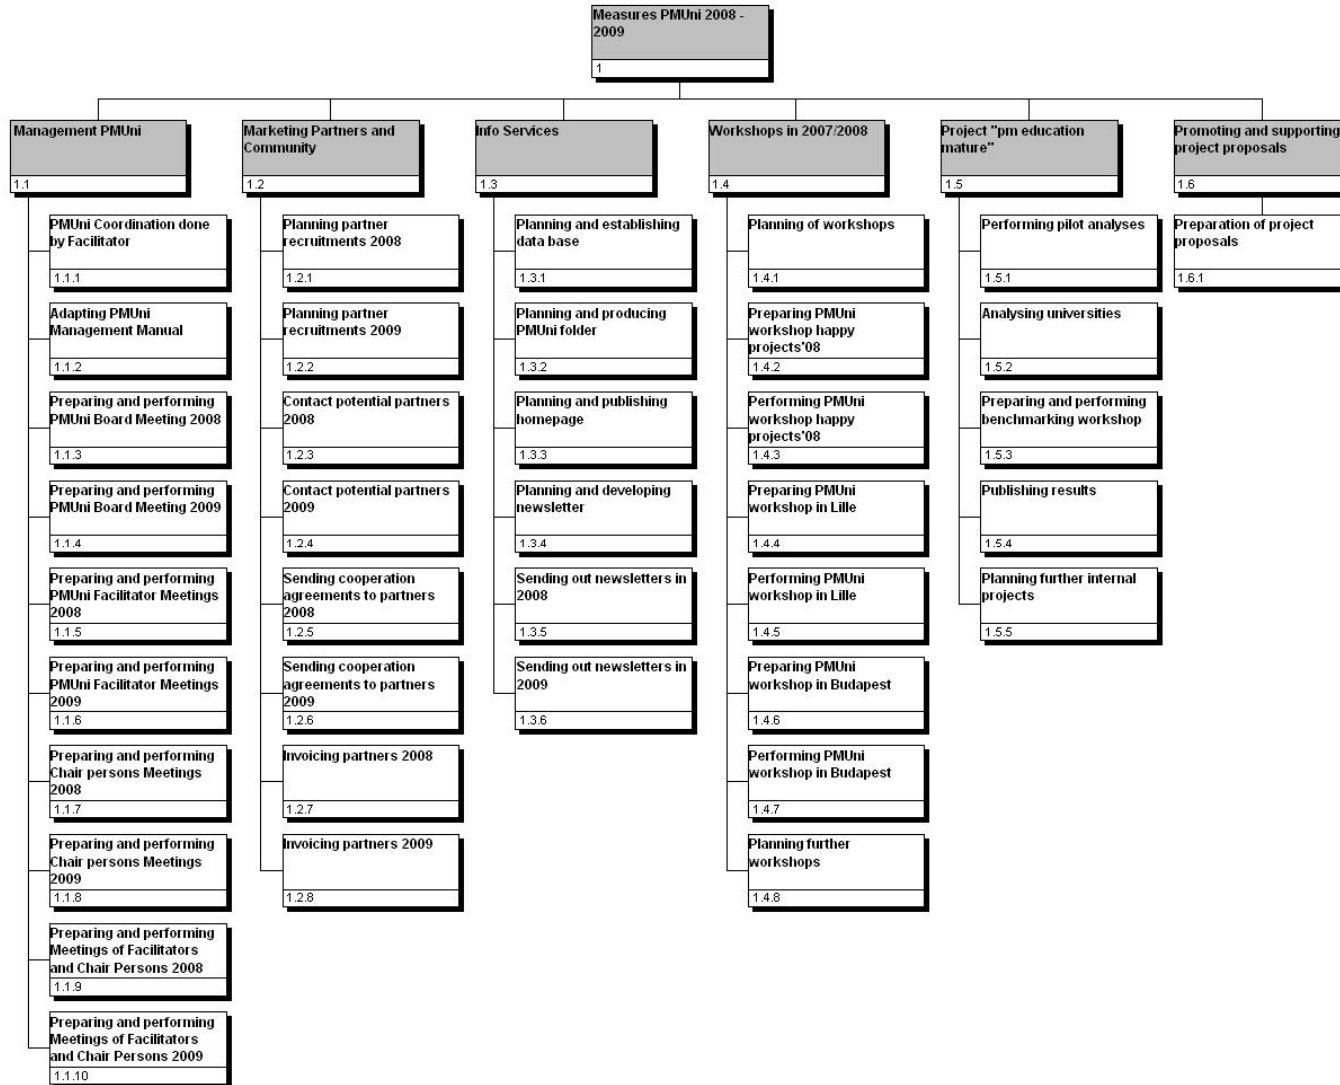 Measures PMUni 2008 -
2009
1
Management PMUni
1.1
PMUni Coordination done
by Facilitator
1.1.1
Adapting PMUni
Management Manual
1.1.2
Preparing and performing
PMUni Board Meeting 2008
1.1.3
Preparing and performing
PMUni Board Meeting 2009
1.1.4
Preparing and performing
PMUni Facilitator Meetings
2008
1.1.5
Preparing and performing
PMUni Facilitator Meetings
2009
1.1.6
Preparing and performing
Chair persons Meetings
2008
1.1.7
Preparing and performing
Chair persons Meetings
2009
1.1.8
Preparing and performing
Meetings of Facilitators
and Chair Persons 2008
1.1.9
Preparing and performing
Meetings of Facilitators
and Chair Persons 2009
1.1.10
Marketing Partners and
Community
1.2
Planning partner
recruitments 2008
1.2.1
Planning partner
recruitments 2009
1.2.2
Contact potential partners
2008
1.2.3
Contact potential partners
2009
1.2.4
Sending cooperation
agreements to partners
2008
1.2.5
Sending cooperation
agreements to partners
2009
1.2.6
Invoicing partners 2008
1.2.7
Invoicing partners 2009
1.2.8
Info Services
1.3
Planning and establishing
data base
1.3.1
Planning and producing
PMUni folder
1.3.2
Planning and publishing
homepage
1.3.3
Planning and developing
newsletter
1.3.4
Sending out newsletters in
2008
1.3.5
Sending out newsletters in
2009
1.3.6
Workshops in 2007/2008
1.4
Planning of workshops
1.4.1
Preparing PMUni
workshop happy
projects'08
1.4.2
Performing PMUni
workshop happy
projects'08
1.4.3
Preparing PMUni
workshop in Lille
1.4.4
Performing PMUni
workshop in Lille
1.4.5
Preparing PMUni
workshop in Budapest
1.4.6
Performing PMUni
workshop in Budapest
1.4.7
Planning further
workshops
1.4.8
Project "pm education
mature"
1.5
Performing pilot analyses
1.5.1
Analysing universities
1.5.2
Preparing and performing
benchmarking workshop
1.5.3
Publishing results
1.5.4
Planning further internal
projects
1.5.5
Promoting and supporting
project proposals
1.6
Preparation of project
proposals
1.6.1